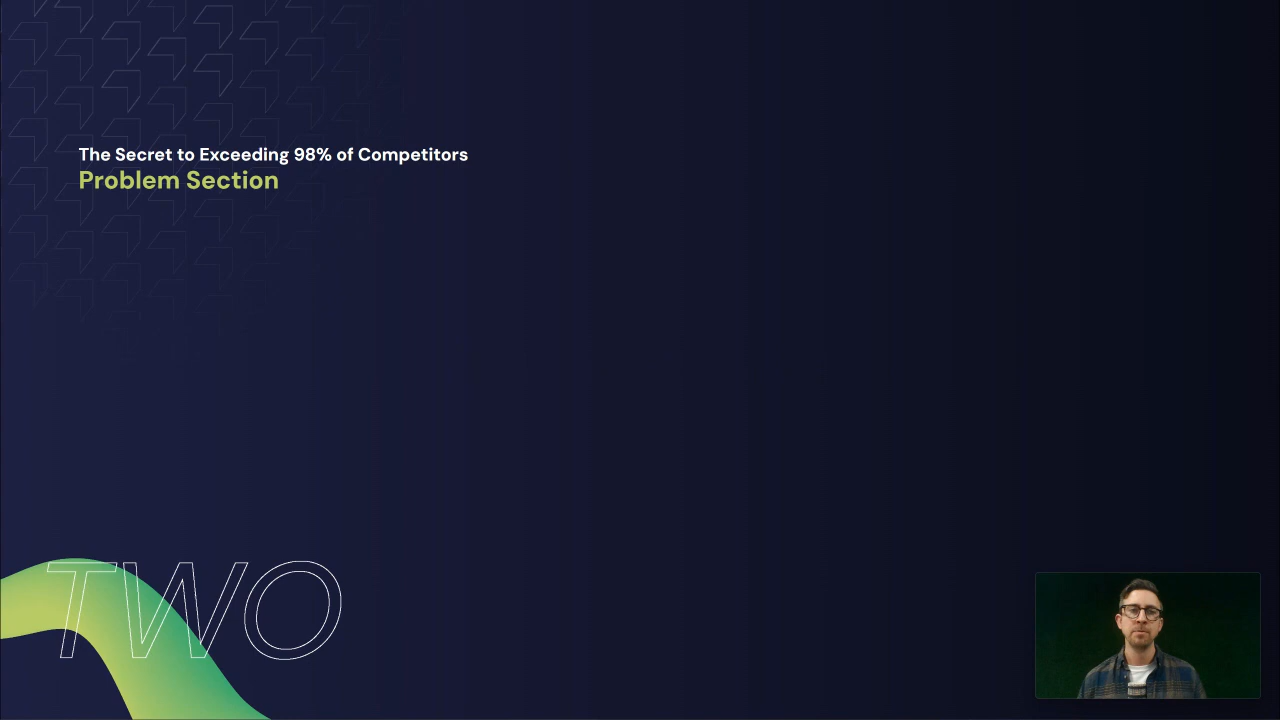 The Secret to Exceeding 98% of Competitors
Problem Section
TWO